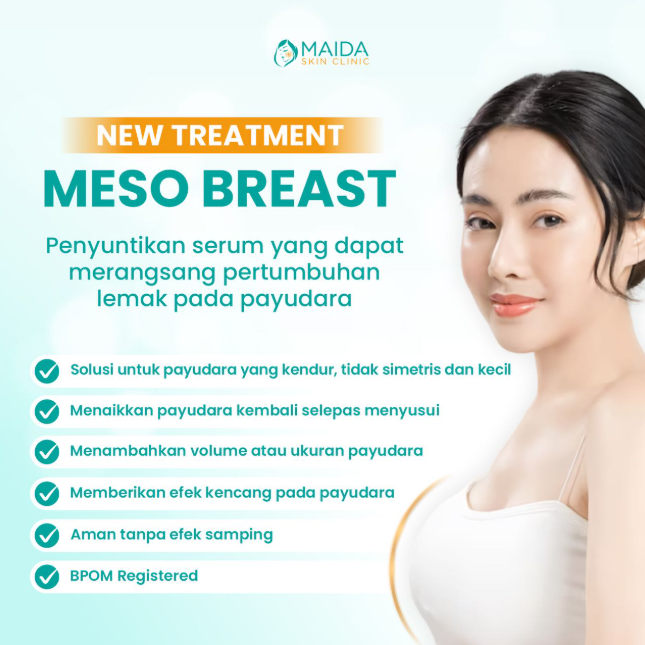 MAIDA
SKIN CLINIC
NEW TREATMENT
MESO BREAST
Penyuntikan serum yang dapat
merangsang pertumbuhan
lemak pada payudara
Solusi untuk payudara yang kendur, tidak simetris dan kecil
Menaikkan payudara kembali selepas menyusui
Menambahkan volume atau ukuran payudara
Memberikan efek kencang pada payudara
Aman tanpa efek samping
BPOM Registered